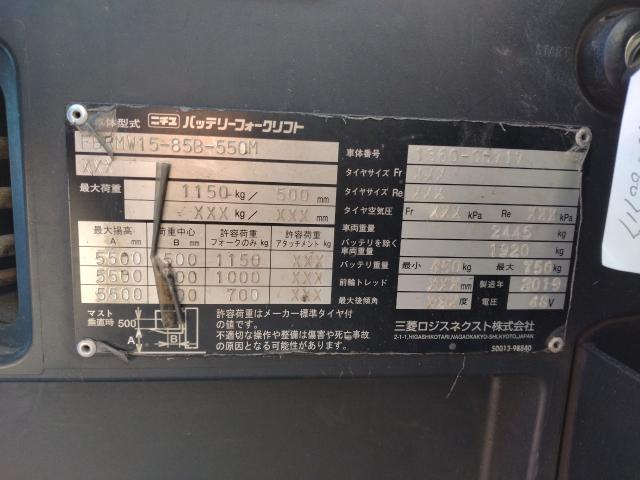 START
車体型式 ニチユ バッテリーフォークリフト
XXX
最大荷重 1150 kg/ 500 mm
XXX kg/ XXX mm
最大揚高 A mm 荷重中心 B mm 許容荷重 フォークのみ kg 許容荷重 アタッチメント kg
5500 500 1150 XXX
5500 1000 XXX
5500 700 XXX
マスト垂直時 500 A B
許容荷重はメーカー標準タイヤ付
の値です。
不適切な操作や整備は傷害や死亡事故
の原因となる可能性があります
車体番号
タイヤサイズ Fr XXX
タイヤサイズ Re XXX
タイヤ空気圧 Fr XXX kPa Re XXX kPa
車両重量 2445 kg
バッテリを除く車両重量 1920 kg
バッテリ重量 最小 kg 最大 750 kg
前輪トレッド XXX mm 製造年 2019
最大後傾角 XXX 度 電圧 48 V
三菱ロジスネクスト株式会社
2-1-1,HIGASHIKOTARI,NAGAOKAKYO-SHI,KYOTO,JAPAN
50013-98840